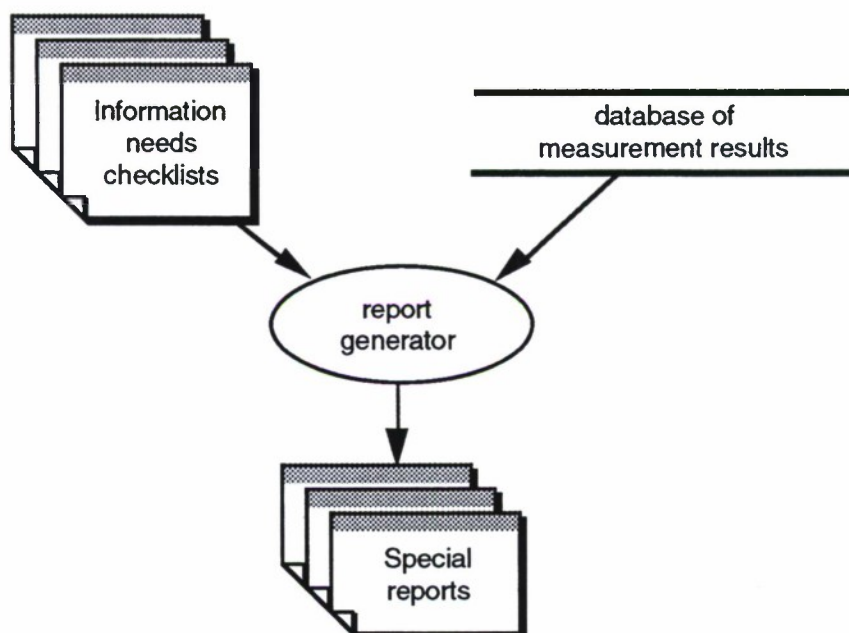 Information
needs
checklists
database of
measurement results
report
generator
Special
reports